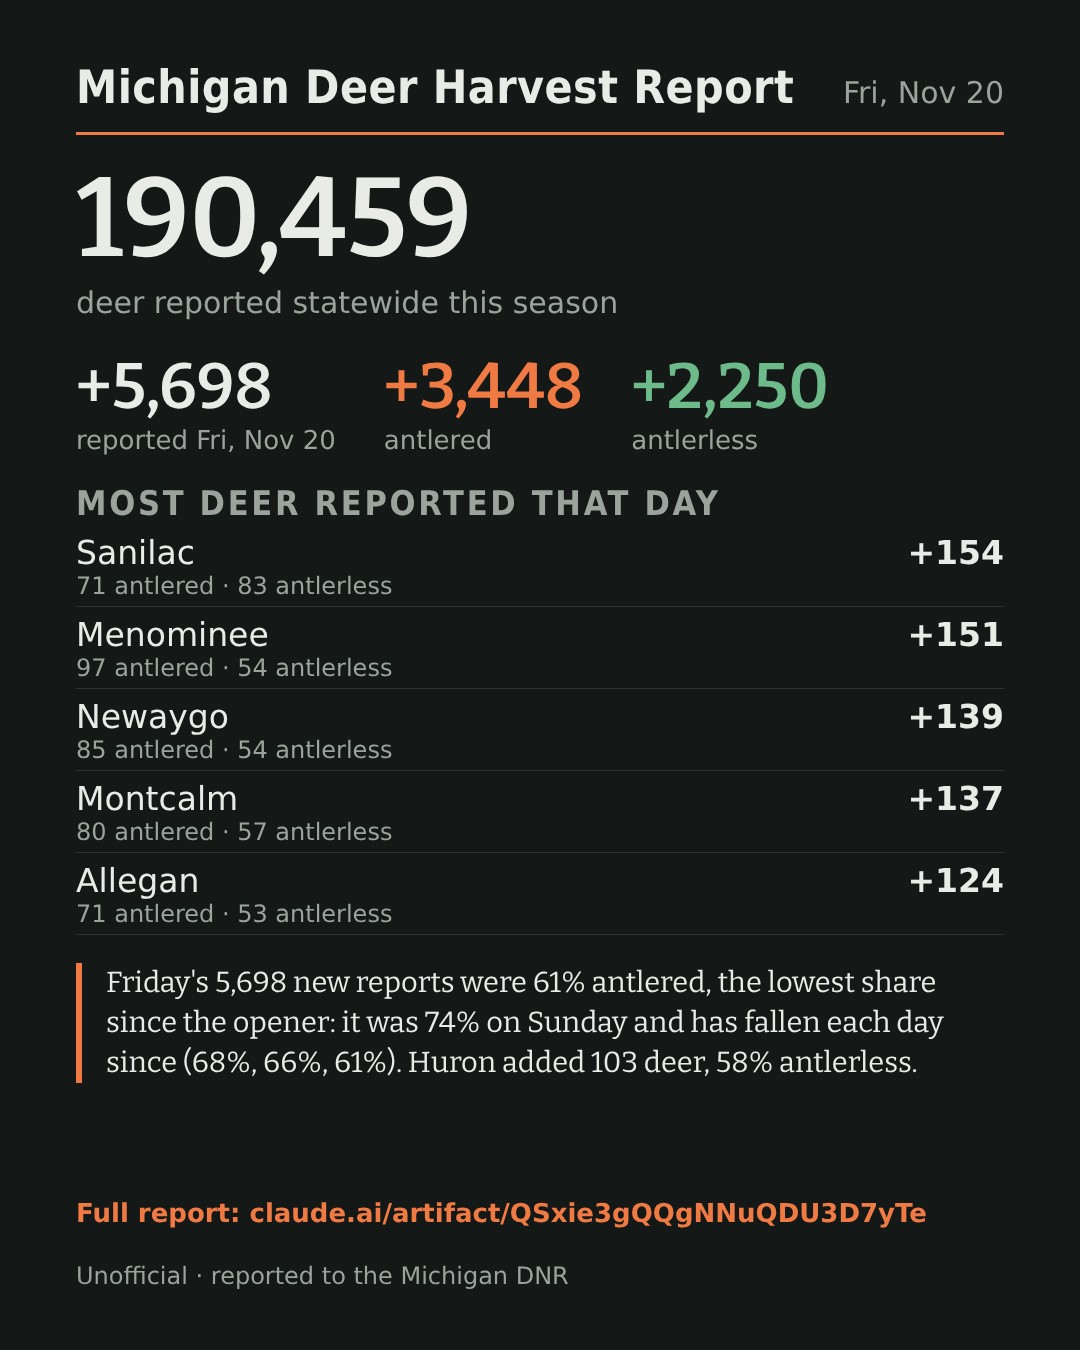 Michigan Deer Harvest Report Fri, Nov 20
190,459
deer reported statewide this season
+5,698 +3,448 +2,250
reported Fri, Nov 20 antlered antlerless
MOST DEER REPORTED THAT DAY
Sanilac +154
71 antlered · 83 antlerless
Menominee +151
97 antlered · 54 antlerless
Newaygo +139
85 antlered · 54 antlerless
Montcalm +137
80 antlered · 57 antlerless
Allegan +124
71 antlered · 53 antlerless
Friday's 5,698 new reports were 61% antlered, the lowest share
since the opener: it was 74% on Sunday and has fallen each day
since (68%, 66%, 61%). Huron added 103 deer, 58% antlerless.
Full report: claude.ai/artifact/QSxie3gQQgNNuQDU3D7yTe
Unofficial · reported to the Michigan DNR